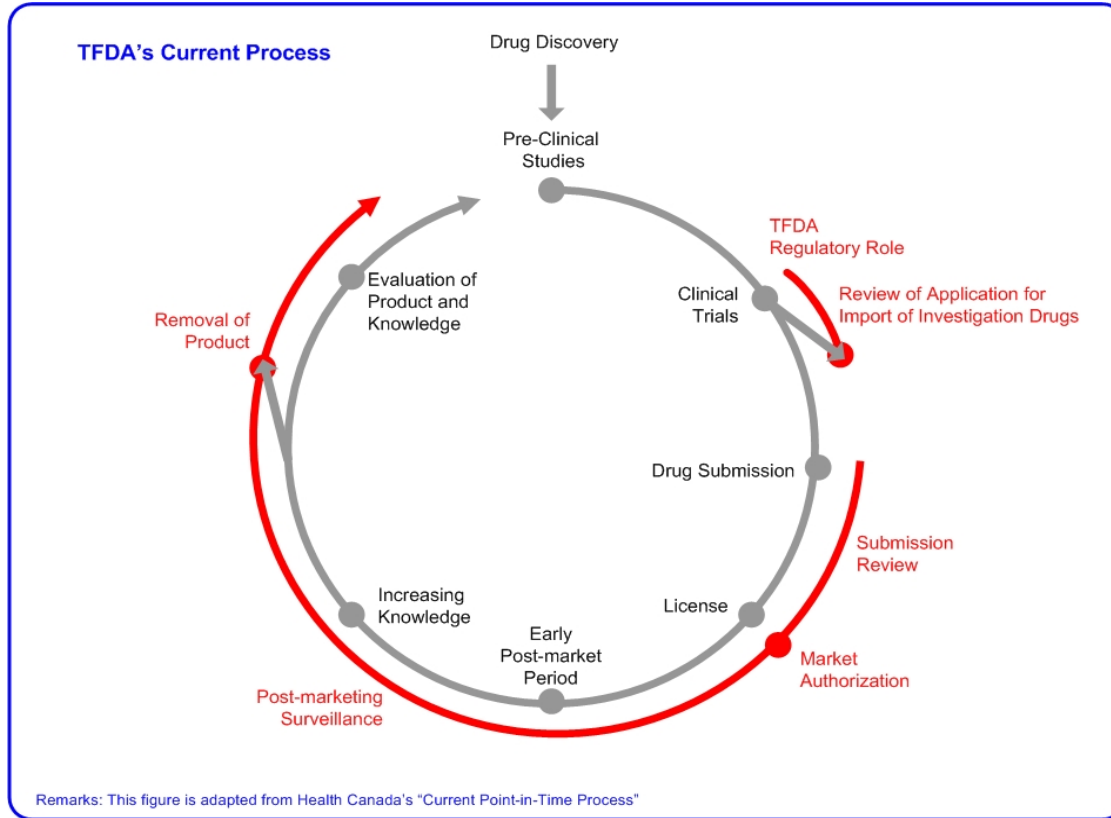 TFDA's Current Process
Drug Discovery
Pre-Clinical
Studies
TFDA
Regulatory Role
Clinical
Trials
Review of Application for
Import of Investigation Drugs
Evaluation of
Product and
Knowledge
Removal of
Product
Drug Submission
Submission
Review
License
Market
Authorization
Increasing
Knowledge
Early
Post-market
Period
Post-marketing
Surveillance
Remarks: This figure is adapted from Health Canada's “Current Point-in-Time Process”